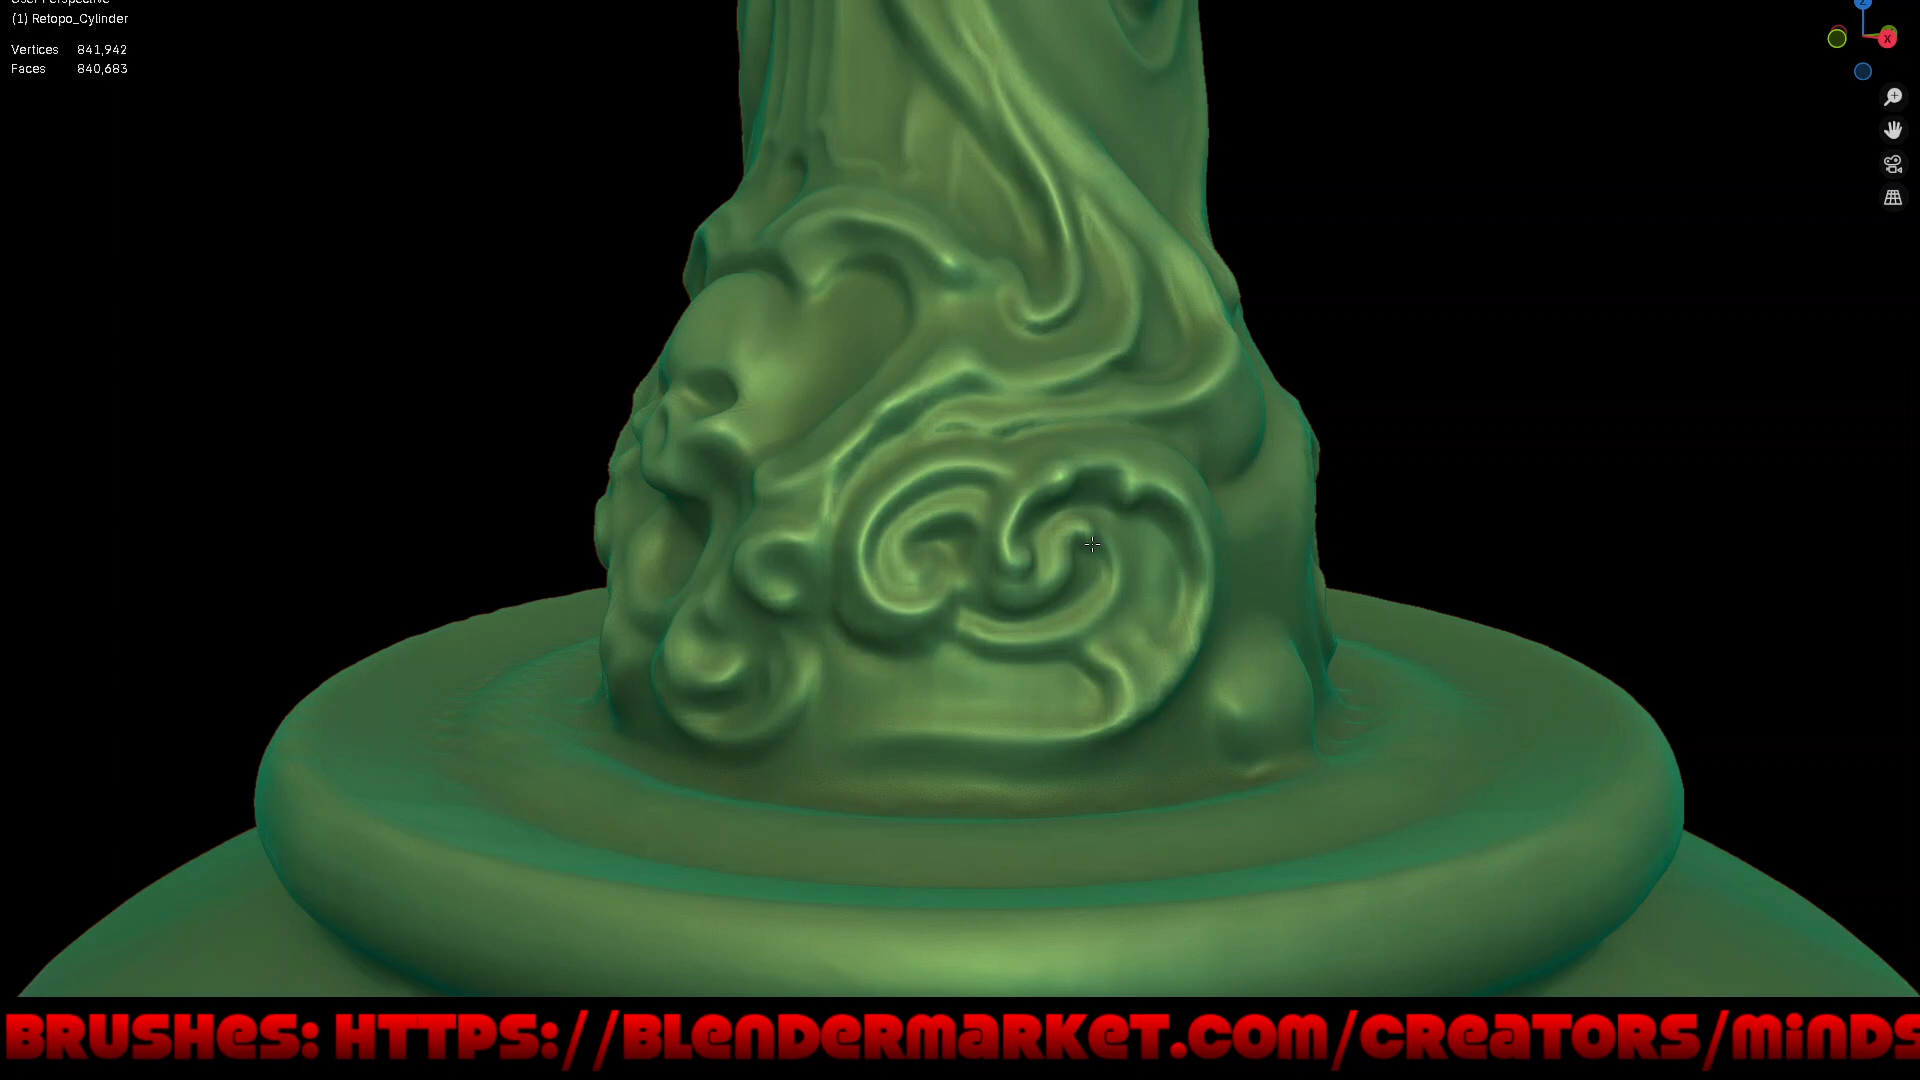 User Perspective
(1) Retopo_Cylinder
Vertices 841,942
Faces 840,683
X
BRUSHES: HTTPS://BLENDERMARKET.COM/CREATORS/MINDS